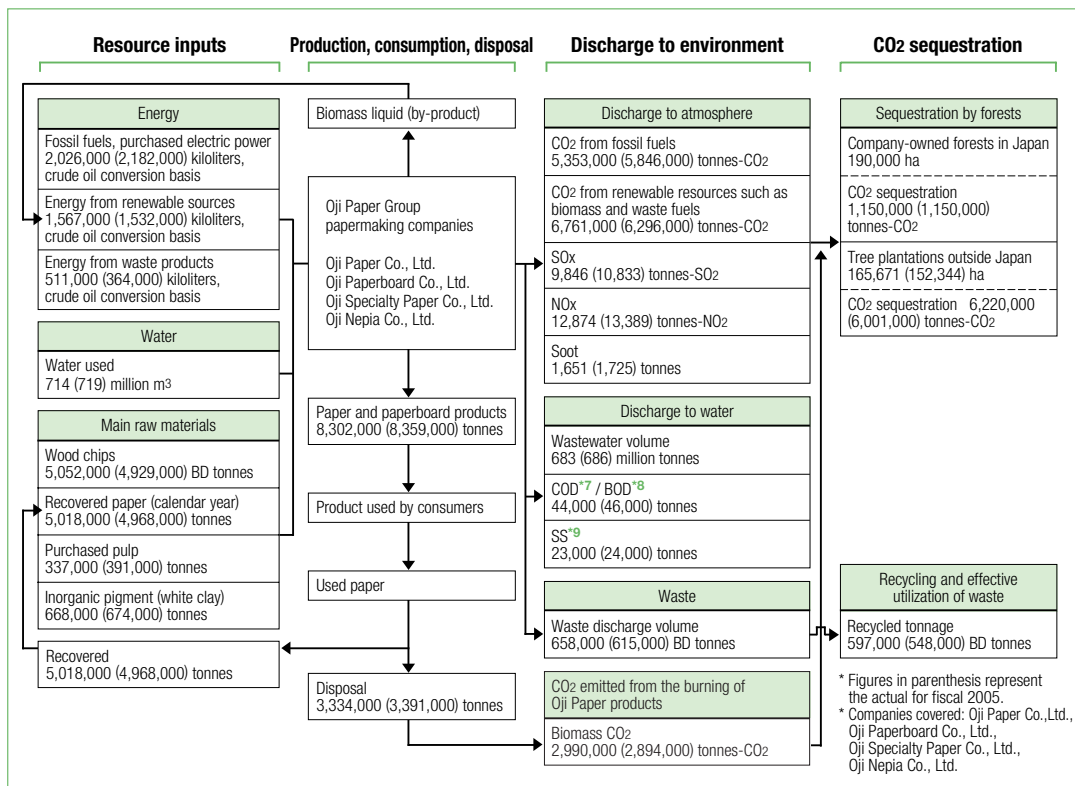 Resource inputs
Production, consumption, disposal
Discharge to environment
CO2 sequestration
Energy
Fossil fuels, purchased electric power
2,026,000 (2,182,000) kiloliters,
crude oil conversion basis
Energy from renewable sources
1,567,000 (1,532,000) kiloliters,
crude oil conversion basis
Energy from waste products
511,000 (364,000) kiloliters,
crude oil conversion basis
Water
Water used
714 (719) million m3
Main raw materials
Wood chips
5,052,000 (4,929,000) BD tonnes
Recovered paper (calendar year)
5,018,000 (4,968,000) tonnes
Purchased pulp
337,000 (391,000) tonnes
Inorganic pigment (white clay)
668,000 (674,000) tonnes
Recovered
5,018,000 (4,968,000) tonnes
Biomass liquid (by-product)
Oji Paper Group
papermaking companies
Oji Paper Co., Ltd.
Oji Paperboard Co., Ltd.
Oji Specialty Paper Co., Ltd.
Oji Nepia Co., Ltd.
Paper and paperboard products
8,302,000 (8,359,000) tonnes
Product used by consumers
Used paper
Disposal
3,334,000 (3,391,000) tonnes
Discharge to atmosphere
CO2 from fossil fuels
5,353,000 (5,846,000) tonnes-CO2
CO2 from renewable resources such as
biomass and waste fuels
6,761,000 (6,296,000) tonnes-CO2
SOx
9,846 (10,833) tonnes-SO2
NOx
12,874 (13,389) tonnes-NO2
Soot
1,651 (1,725) tonnes
Discharge to water
Wastewater volume
683 (686) million tonnes
COD*7 / BOD*8
44,000 (46,000) tonnes
SS*9
23,000 (24,000) tonnes
Waste
Waste discharge volume
658,000 (615,000) BD tonnes
CO2 emitted from the burning of
Oji Paper products
Biomass CO2
2,990,000 (2,894,000) tonnes-CO2
Sequestration by forests
Company-owned forests in Japan
190,000 ha
CO2 sequestration
1,150,000 (1,150,000)
tonnes-CO2
Tree plantations outside Japan
165,671 (152,344) ha
CO2 sequestration 6,220,000
(6,001,000) tonnes-CO2
Recycling and effective
utilization of waste
Recycled tonnage
597,000 (548,000) BD tonnes
* Figures in parenthesis represent
the actual for fiscal 2005.
* Companies covered: Oji Paper Co.,Ltd.,
Oji Paperboard Co., Ltd.,
Oji Specialty Paper Co., Ltd.,
Oji Nepia Co., Ltd.